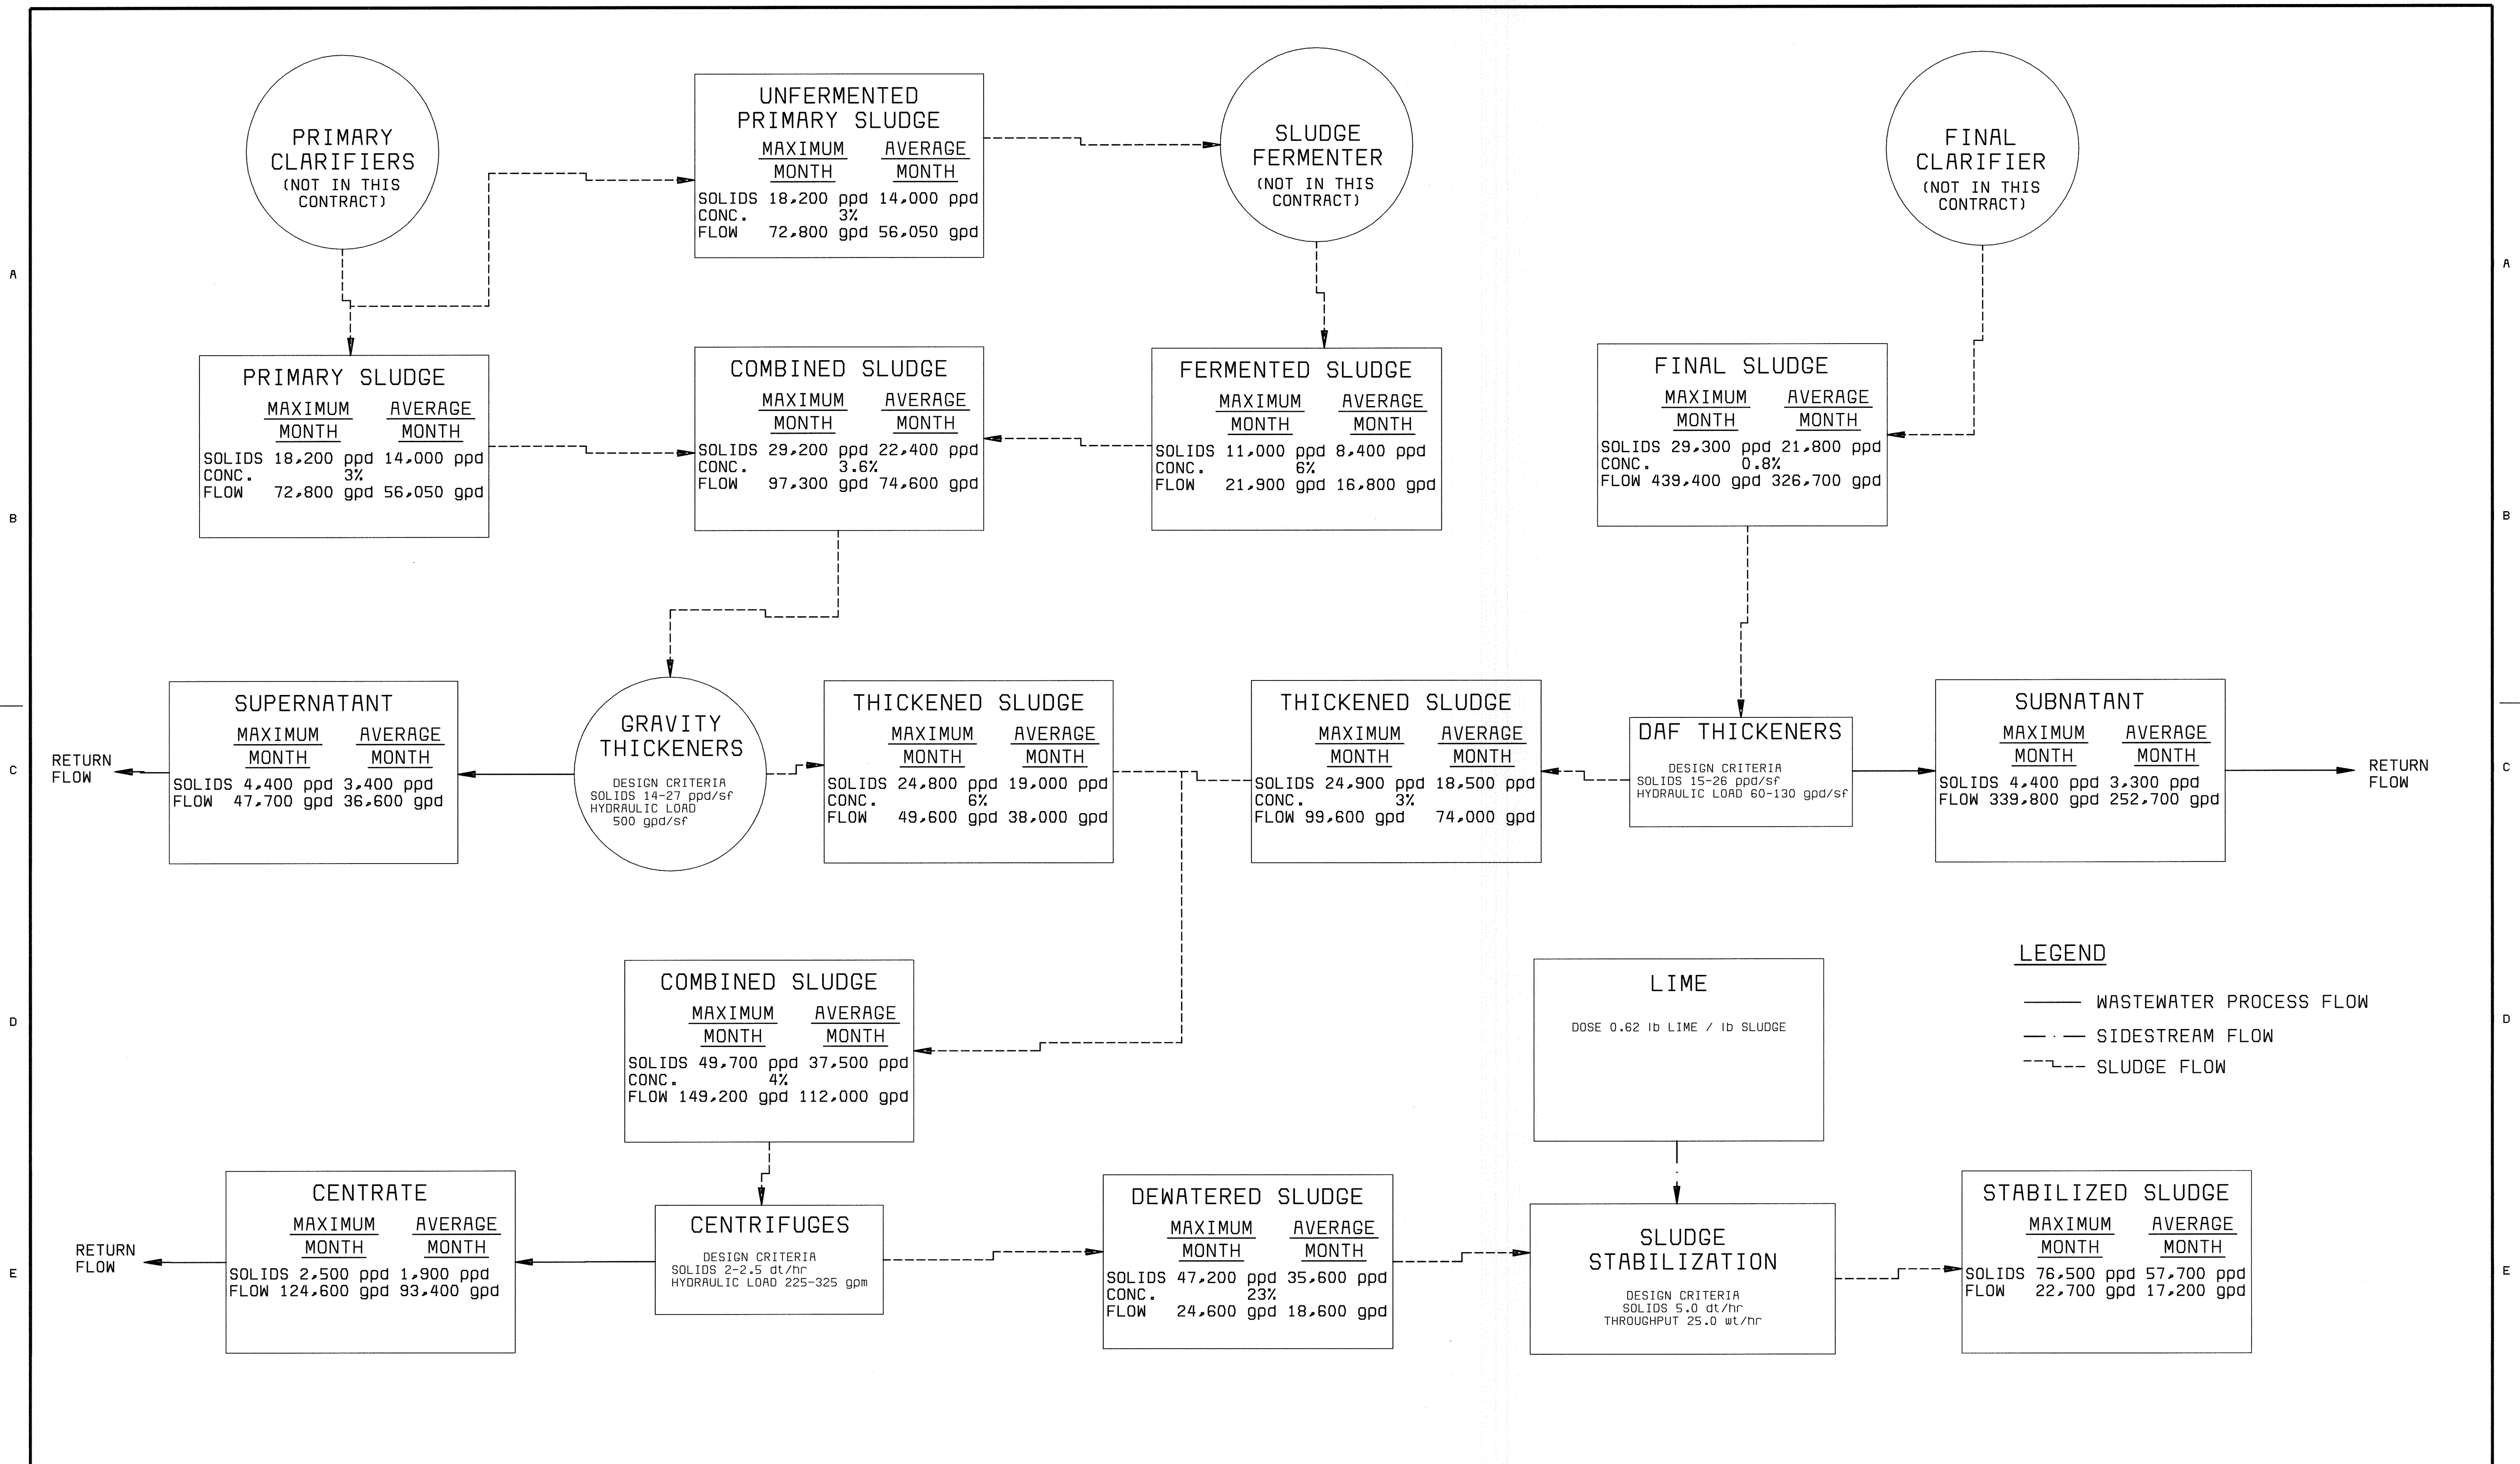 PRIMARY
CLARIFIERS
(NOT IN THIS
CONTRACT)
UNFERMENTED
PRIMARY SLUDGE
MAXIMUM AVERAGE
MONTH MONTH
SOLIDS 18,200 ppd 14,000 ppd
CONC. 3%
FLOW 72,800 gpd 56,050 gpd
SLUDGE
FERMENTER
(NOT IN THIS
CONTRACT)
FINAL
CLARIFIER
(NOT IN THIS
CONTRACT)
A
A
PRIMARY SLUDGE
MAXIMUM AVERAGE
MONTH MONTH
SOLIDS 18,200 ppd 14,000 ppd
CONC. 3%
FLOW 72,800 gpd 56,050 gpd
COMBINED SLUDGE
MAXIMUM AVERAGE
MONTH MONTH
SOLIDS 29,200 ppd 22,400 ppd
CONC. 3.6%
FLOW 97,300 gpd 74,600 gpd
FERMENTED SLUDGE
MAXIMUM AVERAGE
MONTH MONTH
SOLIDS 11,000 ppd 8,400 ppd
CONC. 6%
FLOW 21,900 gpd 16,800 gpd
FINAL SLUDGE
MAXIMUM AVERAGE
MONTH MONTH
SOLIDS 29,300 ppd 21,800 ppd
CONC. 0.8%
FLOW 439,400 gpd 326,700 gpd
B
B
RETURN
FLOW
SUPERNATANT
MAXIMUM AVERAGE
MONTH MONTH
SOLIDS 4,400 ppd 3,400 ppd
FLOW 47,700 gpd 36,600 gpd
GRAVITY
THICKENERS
DESIGN CRITERIA
SOLIDS 14-27 ppd/sf
HYDRAULIC LOAD
500 gpd/sf
THICKENED SLUDGE
MAXIMUM AVERAGE
MONTH MONTH
SOLIDS 24,800 ppd 19,000 ppd
CONC. 6%
FLOW 49,600 gpd 38,000 gpd
THICKENED SLUDGE
MAXIMUM AVERAGE
MONTH MONTH
SOLIDS 24,900 ppd 18,500 ppd
CONC. 3%
FLOW 99,600 gpd 74,000 gpd
DAF THICKENERS
DESIGN CRITERIA
SOLIDS 15-26 ppd/sf
HYDRAULIC LOAD 60-130 gpd/sf
SUBNATANT
MAXIMUM AVERAGE
MONTH MONTH
SOLIDS 4,400 ppd 3,300 ppd
FLOW 339,800 gpd 252,700 gpd
RETURN
FLOW
C
C
COMBINED SLUDGE
MAXIMUM AVERAGE
MONTH MONTH
SOLIDS 49,700 ppd 37,500 ppd
CONC. 4%
FLOW 149,200 gpd 112,000 gpd
LIME
DOSE 0.62 lb LIME / lb SLUDGE
LEGEND
WASTEWATER PROCESS FLOW
SIDESTREAM FLOW
SLUDGE FLOW
D
D
RETURN
FLOW
CENTRATE
MAXIMUM AVERAGE
MONTH MONTH
SOLIDS 2,500 ppd 1,900 ppd
FLOW 124,600 gpd 93,400 gpd
CENTRIFUGES
DESIGN CRITERIA
SOLIDS 2-2.5 dt/hr
HYDRAULIC LOAD 225-325 gpm
DEWATERED SLUDGE
MAXIMUM AVERAGE
MONTH MONTH
SOLIDS 47,200 ppd 35,600 ppd
CONC. 23%
FLOW 24,600 gpd 18,600 gpd
SLUDGE
STABILIZATION
DESIGN CRITERIA
SOLIDS 5.0 dt/hr
THROUGHPUT 25.0 wt/hr
STABILIZED SLUDGE
MAXIMUM AVERAGE
MONTH MONTH
SOLIDS 76,500 ppd 57,700 ppd
FLOW 22,700 gpd 17,200 gpd
E
E